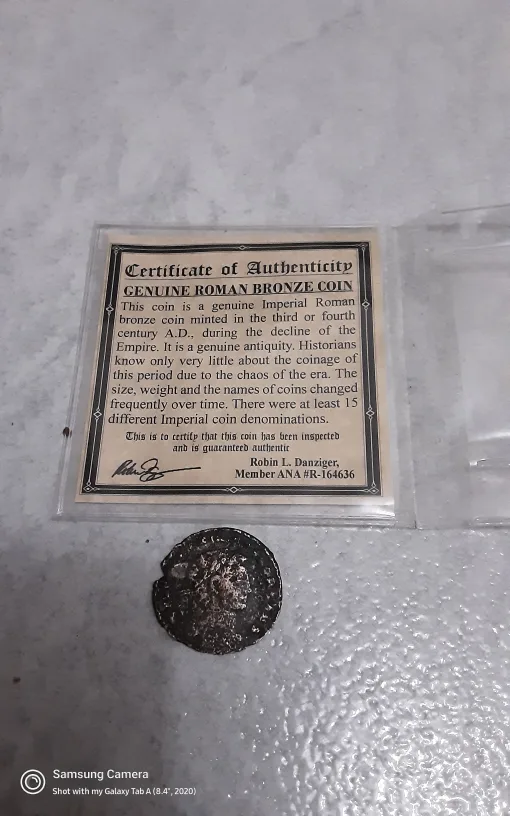 Certificate of Authenticity
GENUINE ROMAN BRONZE COIN
This coin is a genuine Imperial Roman
bronze coin minted in the third or fourth
century A.D., during the decline of the
Empire. It is a genuine antiquity. Historians
know only very little about the coinage of
this period due to the chaos of the era. The
size, weight and the names of coins changed
frequently over time. There were at least 15
different Imperial coin denominations.
This is to certify that this coin has been inspected
and is guaranteed authentic
Robin L. Danziger,
Member ANA #R-164636
Samsung Camera
Shot with my Galaxy Tab A (8.4", 2020)